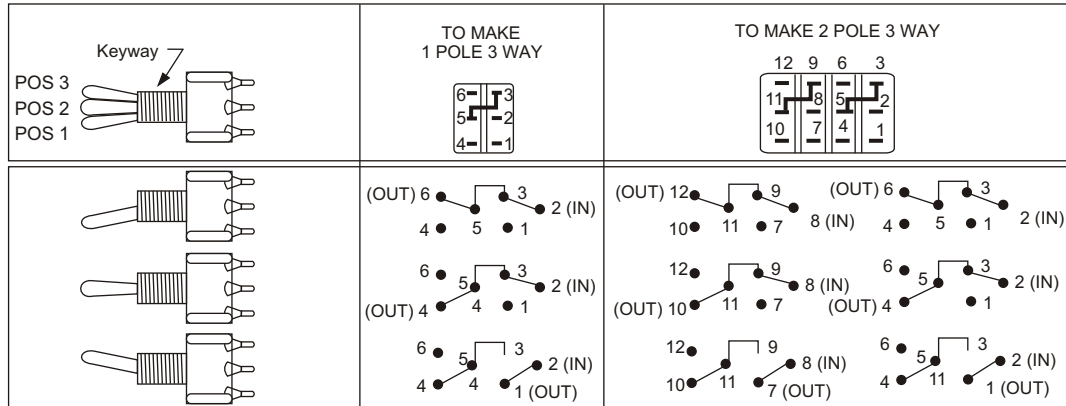 Keyway
POS 3
POS 2
POS 1
TO MAKE
1 POLE 3 WAY
6 3
5 2
4 1
TO MAKE 2 POLE 3 WAY
12 9 6 3
11 8 5 2
10 7 4 1
(OUT) 6 3
2 (IN)
4 5 1
6 3
5 2 (IN)
(OUT) 4 4 1
6 5 3
2 (IN)
4 4 1 (OUT)
(OUT) 12 9
8 (IN)
10 11 7
12 9
8 (IN)
(OUT) 10 11 7
12 9
8 (IN)
10 11 7 (OUT)
(OUT) 6 3
2 (IN)
4 5 1
6 3
5 2 (IN)
(OUT) 4 1
6 5 3
2 (IN)
4 11 1 (OUT)